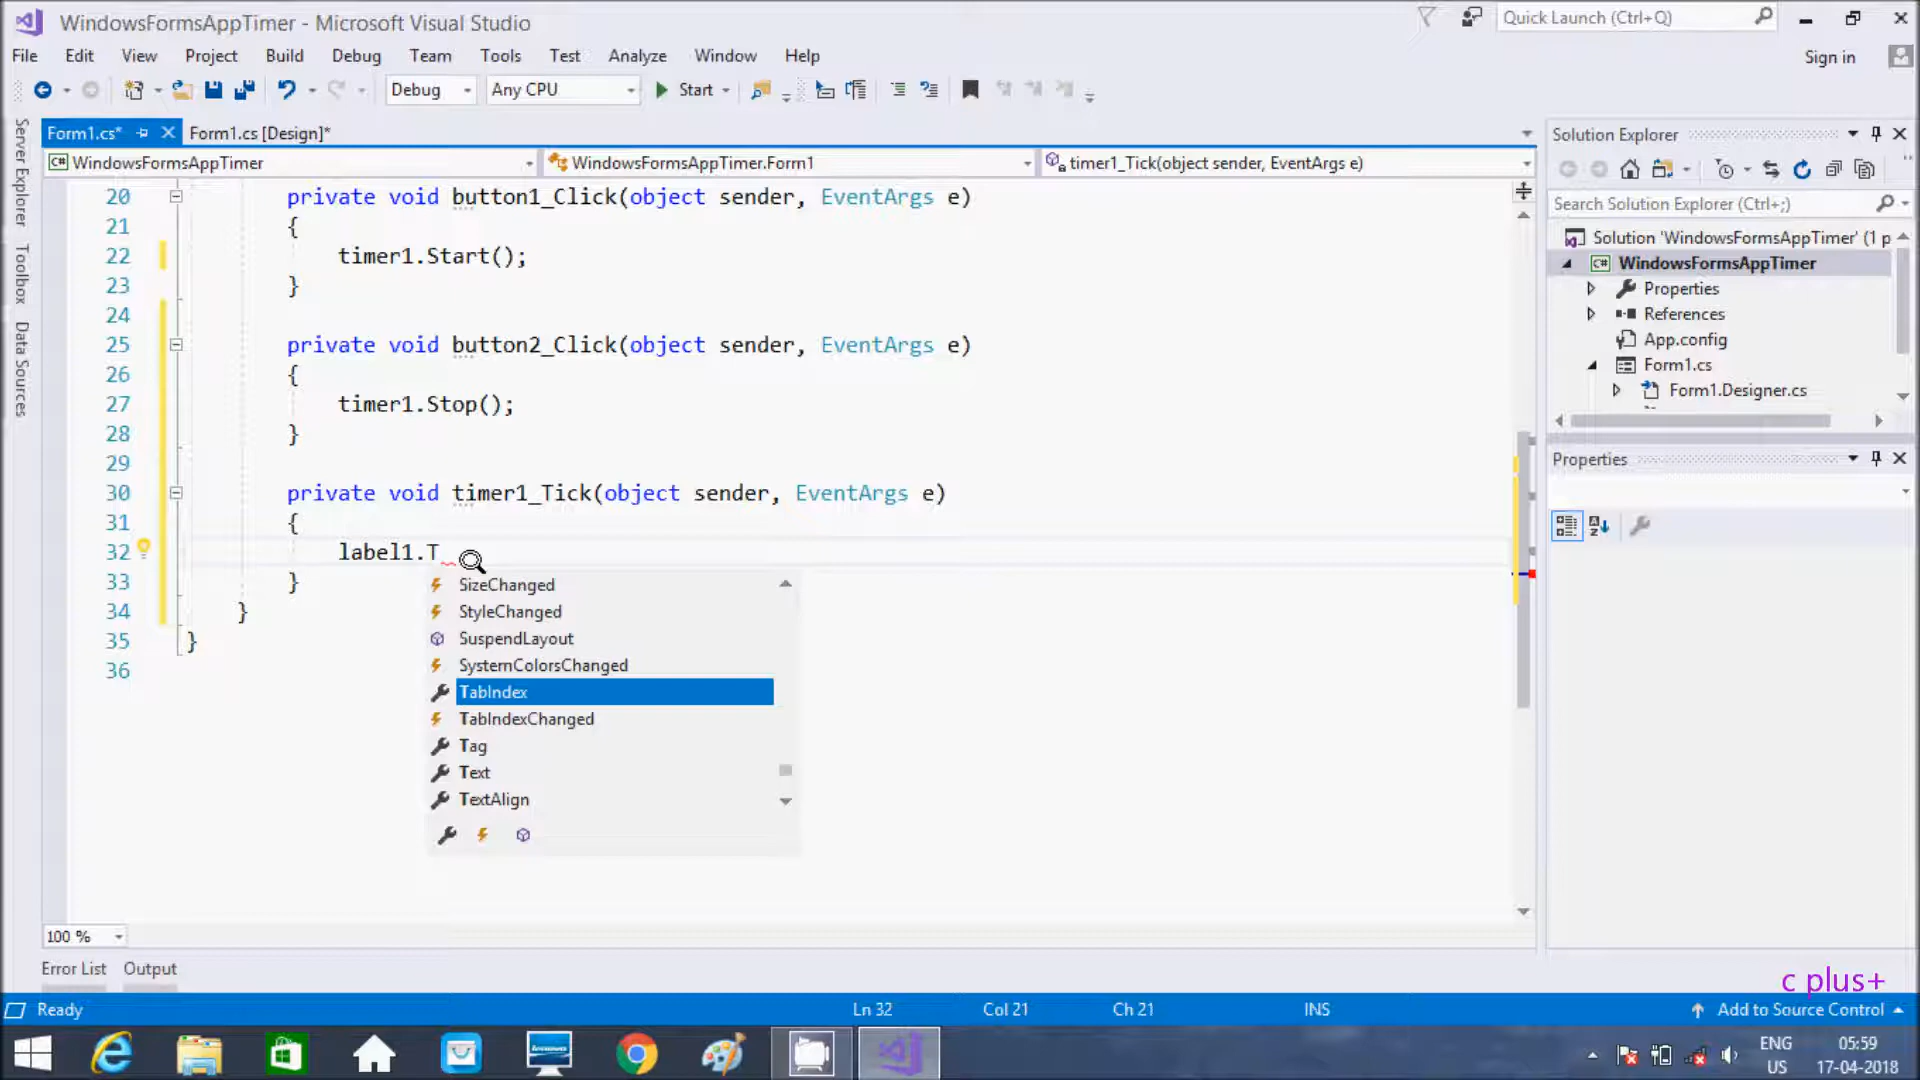 WindowsFormsAppTimer - Microsoft Visual Studio
Quick Launch (Ctrl+Q)
File Edit View Project Build Debug Team Tools Test Analyze Window Help
Sign in
Debug Any CPU Start
Server Explorer
Toolbox
Data Sources
Form1.cs* Form1.cs [Design]*
C# WindowsFormsAppTimer WindowsFormsAppTimer.Form1 timer1_Tick(object sender, EventArgs e)
20 private void button1_Click(object sender, EventArgs e)
21 {
22 timer1.Start();
23 }
24
25 private void button2_Click(object sender, EventArgs e)
26 {
27 timer1.Stop();
28 }
29
30 private void timer1_Tick(object sender, EventArgs e)
31 {
32 label1.T
33 }
34 }
35 }
36
SizeChanged
StyleChanged
SuspendLayout
SystemColorsChanged
TabIndex
TabIndexChanged
Tag
Text
TextAlign
Solution Explorer
Search Solution Explorer (Ctrl+;)
Solution 'WindowsFormsAppTimer' (1 p
C# WindowsFormsAppTimer
Properties
References
App.config
Form1.cs
Form1.Designer.cs
Properties
100 %
Error List Output
c plus+
Ready Ln 32 Col 21 Ch 21 INS Add to Source Control
ENG
US
05:59
17-04-2018